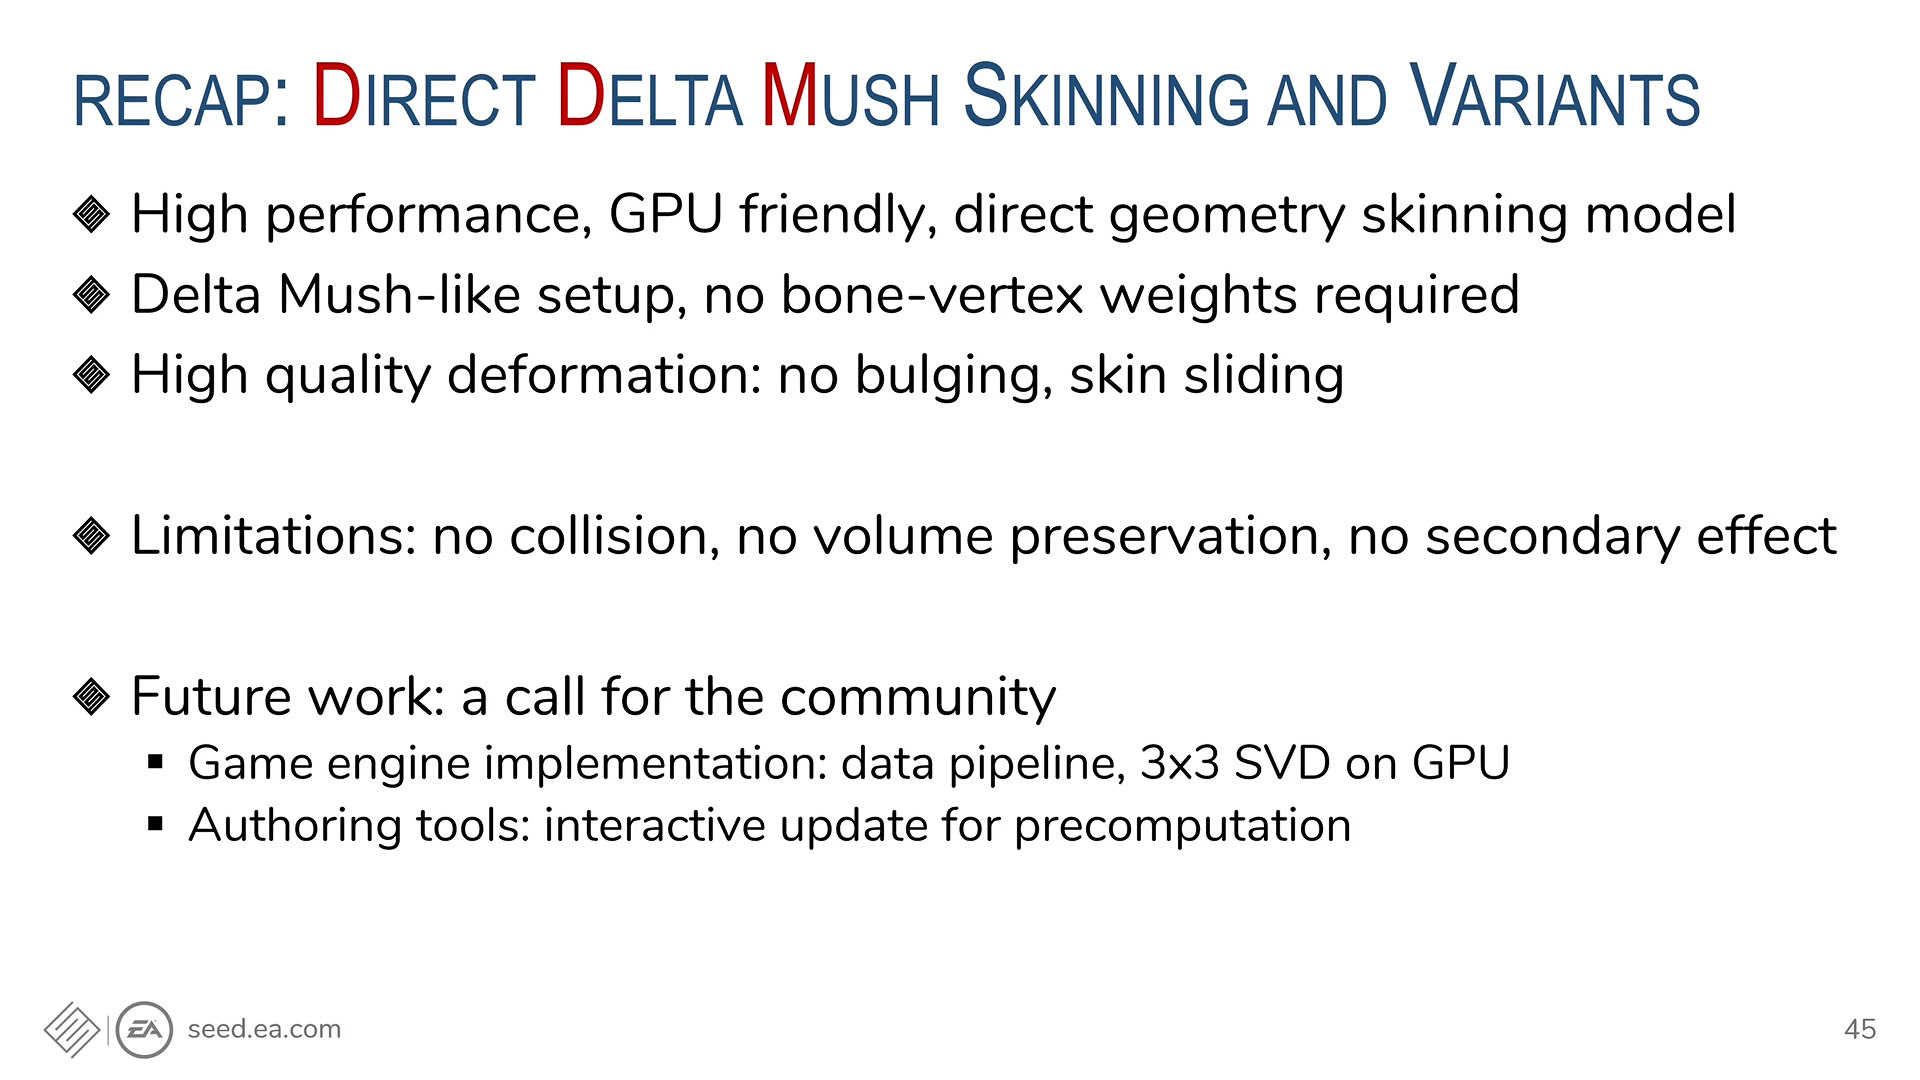 RECAP: DIRECT DELTA MUSH SKINNING AND VARIANTS
High performance, GPU friendly, direct geometry skinning model
Delta Mush-like setup, no bone-vertex weights required
High quality deformation: no bulging, skin sliding
Limitations: no collision, no volume preservation, no secondary effect
Future work: a call for the community
Game engine implementation: data pipeline, 3x3 SVD on GPU
Authoring tools: interactive update for precomputation
EA seed.ea.com
45